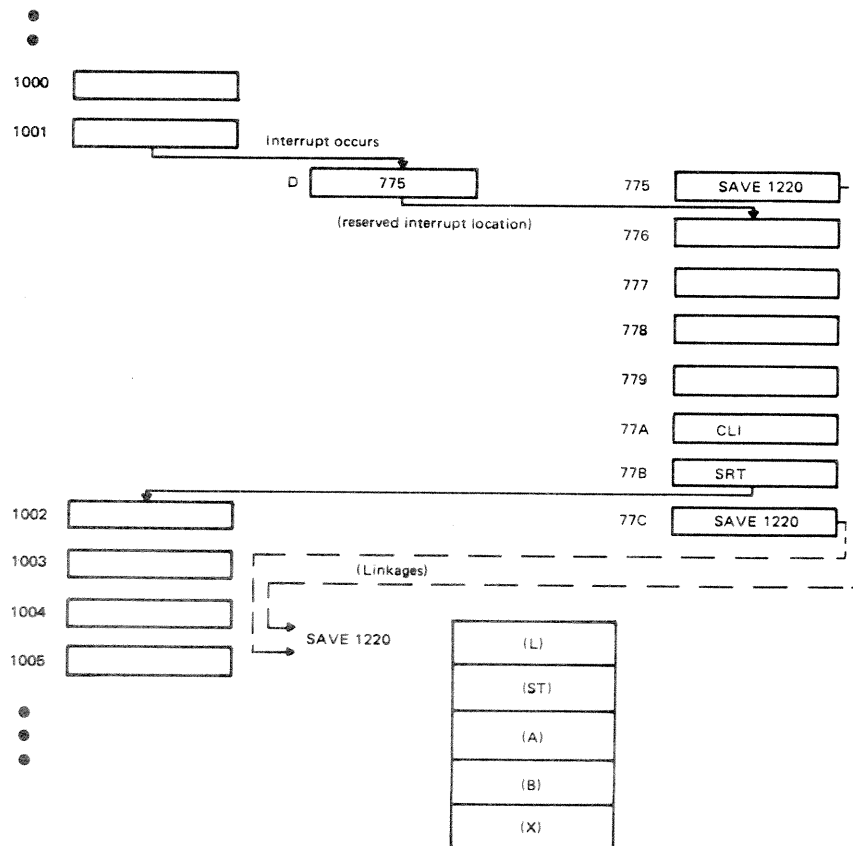 1000
1001
Interrupt occurs
D 775
775 SAVE 1220
(reserved interrupt location)
776
777
778
779
77A CLI
77B SRT
1002
77C SAVE 1220
1003
(Linkages)
1004
SAVE 1220
1005
(L)
(ST)
(A)
(B)
(X)